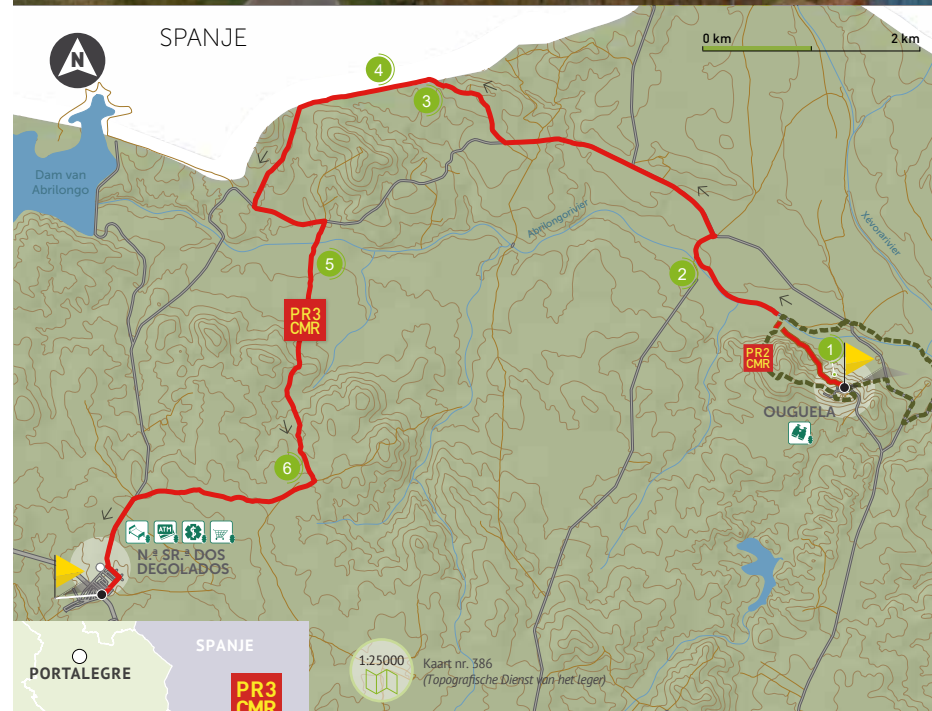 SPANJE
N
0 km
2 km
4
3
Dam van
Abrilongo
Abrilongorivier
Xévorarivier
2
5
PR3
CMR
1
PR2
CMR
OUGUELA
6
ATM
N.ª SR.ª DOS
DEGOLADOS
SPANJE
PORTALEGRE
PR3
CMR
1:25000
Kaart nr. 386
(Topografische Dienst van het leger)